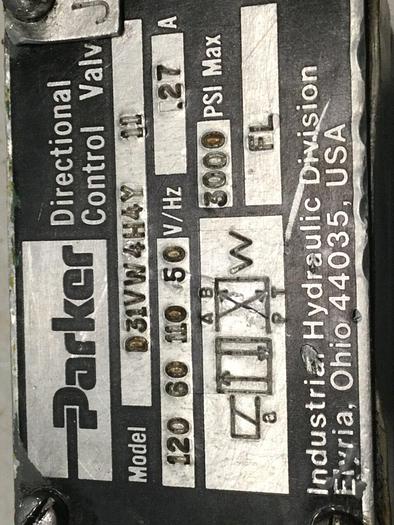 J
Parker
Directional
Control Valv
Model D31VW4H4Y 11
120 60 110 50 V/Hz .27 A
3000 PSI Max
FL
A B
P T
a
W
Industrial Hydraulic Division
Elyria, Ohio 44035, USA